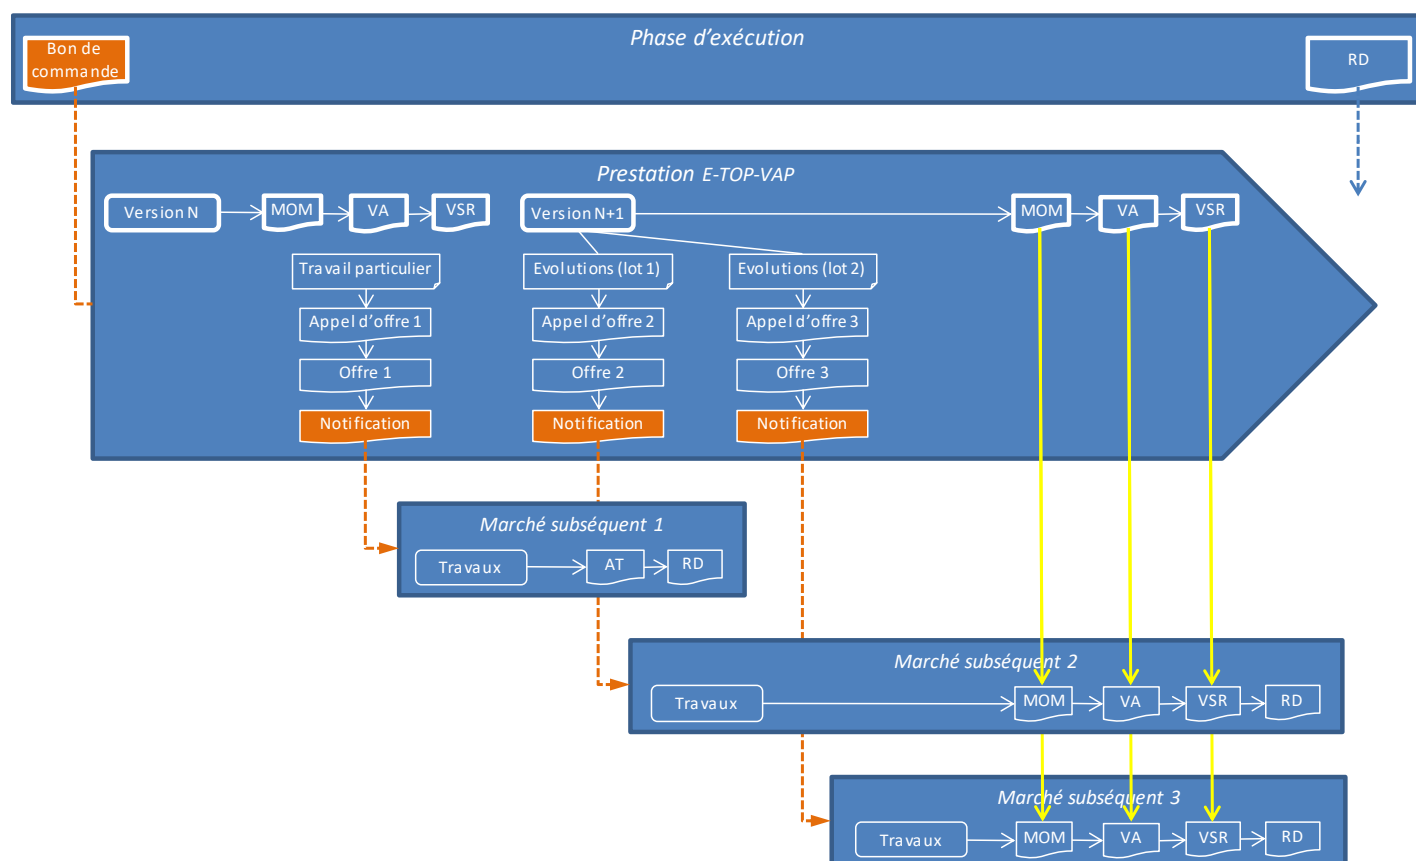 Phase d'exécution
Bon de
commande
RD
Prestation E-TOP-VAP
Version N
MOM
VA
VSR
Version N+1
MOM
VA
VSR
Travail particulier
Evolutions (lot 1)
Evolutions (lot 2)
Appel d'offre 1
Appel d'offre 2
Appel d'offre 3
Offre 1
Offre 2
Offre 3
Notification
Notification
Notification
Marché subséquent 1
Travaux
AT
RD
Marché subséquent 2
Travaux
MOM
VA
VSR
RD
Marché subséquent 3
Travaux
MOM
VA
VSR
RD